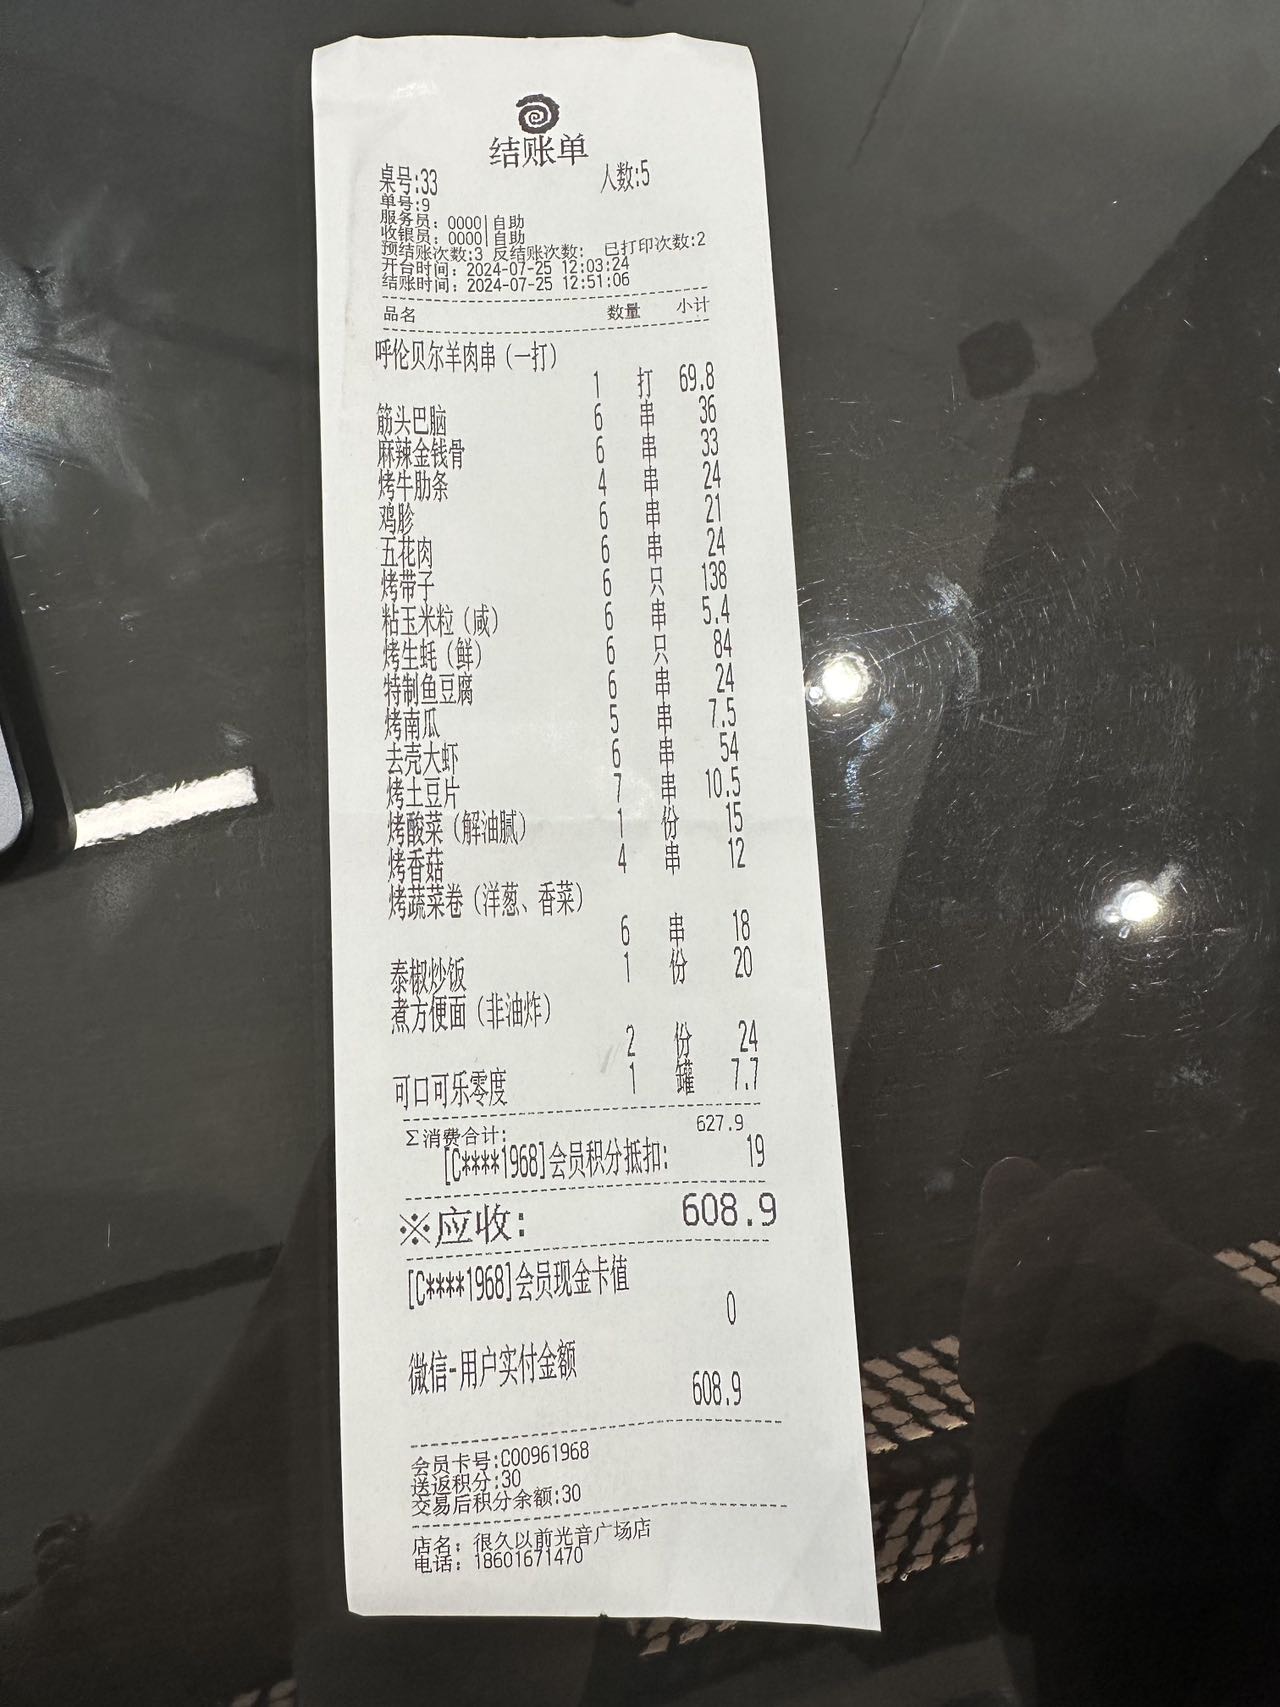 结账单
桌号:33 人数:5
单号:9
服务员: 0000|自助
收银员: 0000|自助
预结账次数:3 反结账次数: 已打印次数:2
开台时间: 2024-07-25 12:03:24
结账时间: 2024-07-25 12:51:06
品名 数量 小计
呼伦贝尔羊肉串(一打)
1 打 69.8
筋头巴脑 6 串 36
麻辣金钱骨 6 串 33
烤牛肋条 4 串 24
鸡胗 6 串 21
五花肉 6 串 24
烤带子 6 只 138
粘玉米粒(咸) 6 串 5.4
烤生蚝(鲜) 6 只 84
特制鱼豆腐 6 串 24
烤南瓜 5 串 7.5
去壳大虾 6 串 54
烤土豆片 7 串 10.5
烤酸菜(解油腻) 1 份 15
烤香菇 4 串 12
烤蔬菜卷(洋葱、香菜)
6 串 18
泰椒炒饭 1 份 20
煮方便面(非油炸)
2 份 24
可口可乐零度 1 罐 7.7
Σ消费合计: 627.9
[C****1968]会员积分抵扣: 19
※应收: 608.9
[C****1968]会员现金卡值
0
微信-用户实付金额
608.9
会员卡号:C00961968
送返积分:30
交易后积分余额:30
店名: 很久以前光音广场店
电话: 18601671470